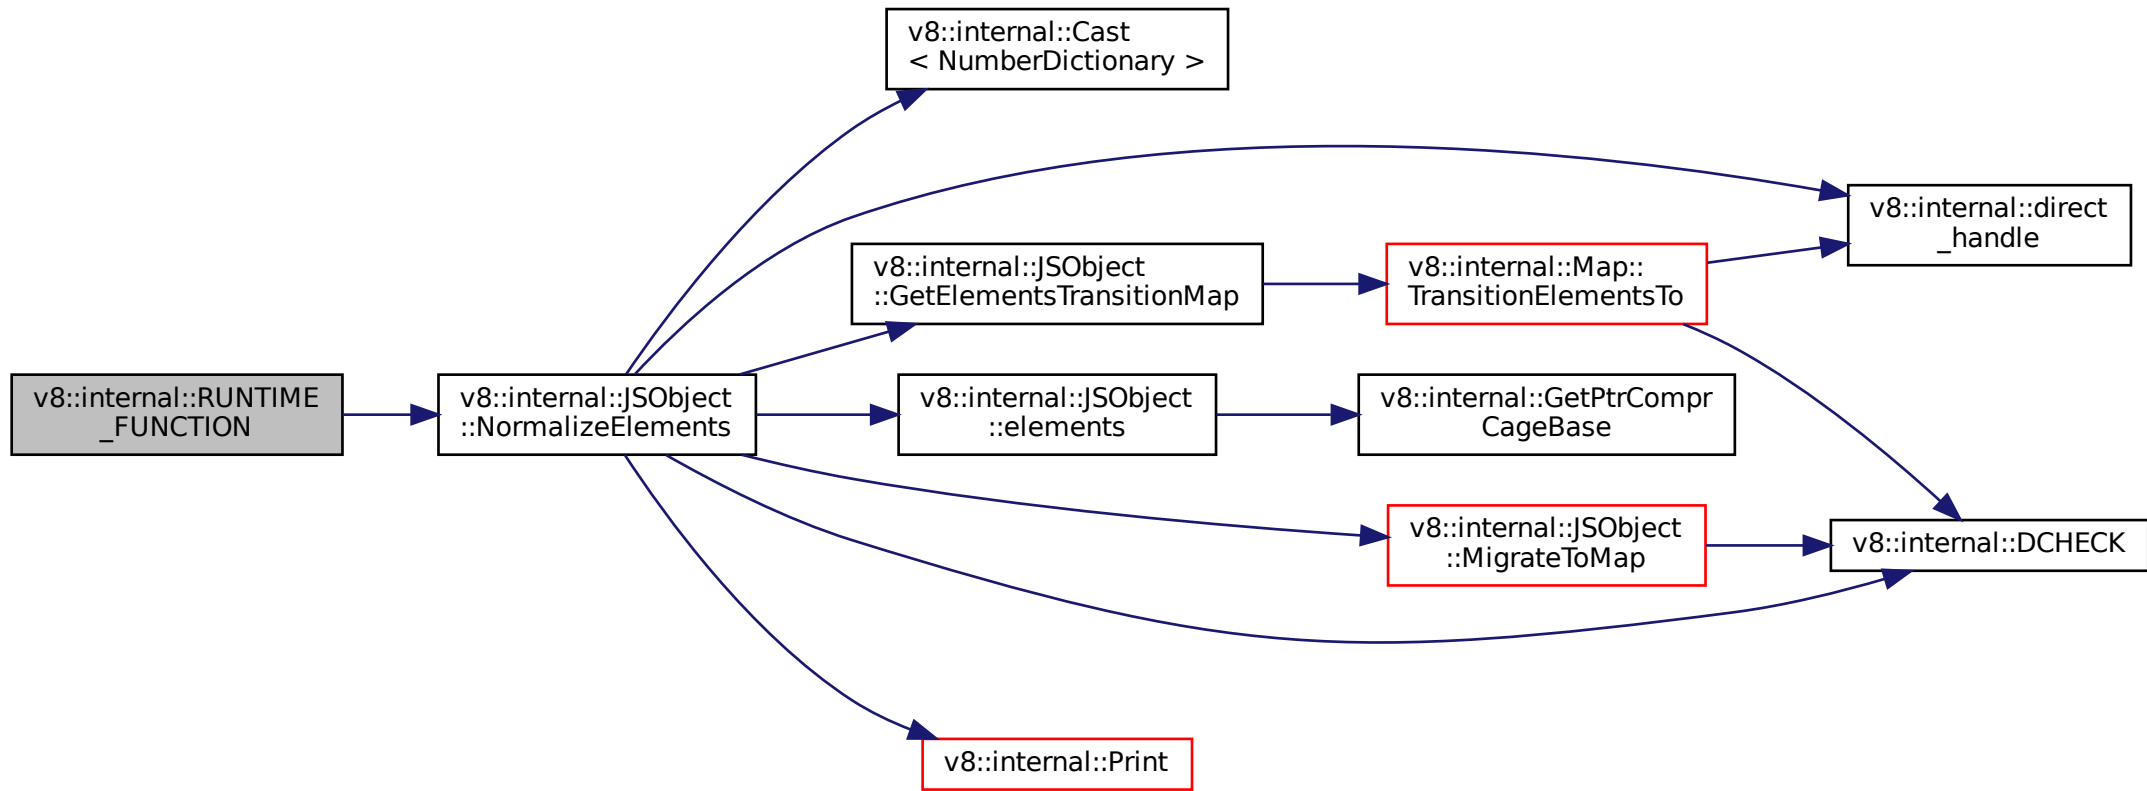 v8::internal::Cast
< NumberDictionary >
v8::internal::direct
_handle
v8::internal::JSObject
::GetElementsTransitionMap
v8::internal::Map::
TransitionElementsTo
v8::internal::RUNTIME
_FUNCTION
v8::internal::JSObject
::NormalizeElements
v8::internal::JSObject
::elements
v8::internal::GetPtrCompr
CageBase
v8::internal::JSObject
::MigrateToMap
v8::internal::DCHECK
v8::internal::Print